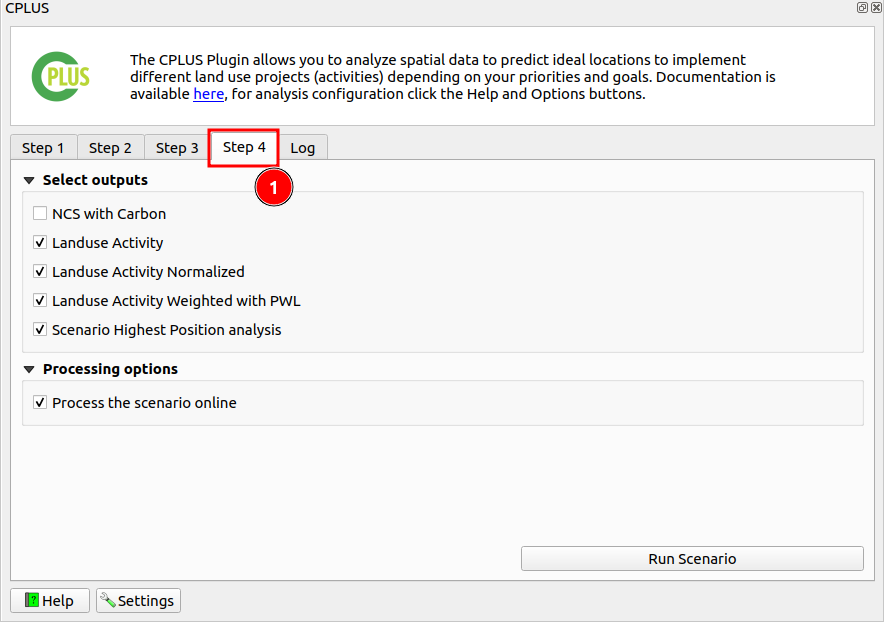 CPLUS
CPLUS
The CPLUS Plugin allows you to analyze spatial data to predict ideal locations to implement
different land use projects (activities) depending on your priorities and goals. Documentation is
available here, for analysis configuration click the Help and Options buttons.
Step 1 Step 2 Step 3 Step 4 Log
1
Select outputs
NCS with Carbon
Landuse Activity
Landuse Activity Normalized
Landuse Activity Weighted with PWL
Scenario Highest Position analysis
Processing options
Process the scenario online
Run Scenario
? Help Settings